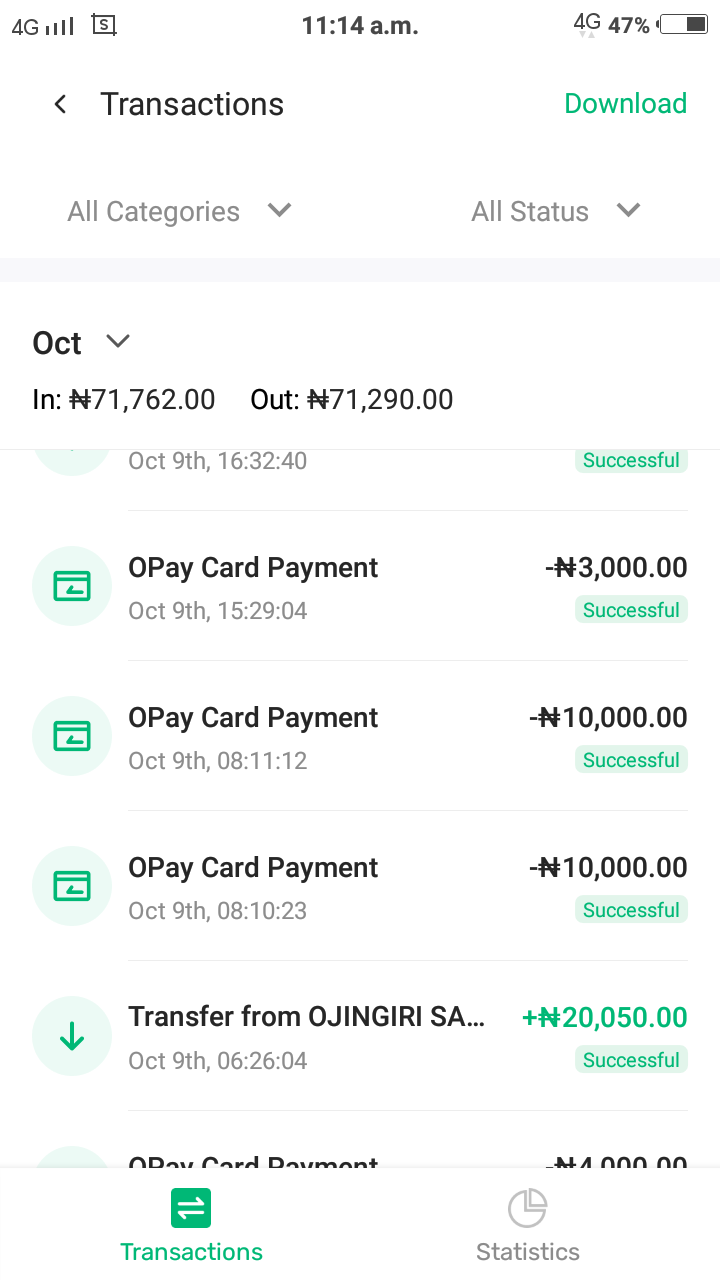 4G S 11:14 a.m. 4G 47%
Transactions Download
All Categories All Status
Oct
In: ₦71,762.00 Out: ₦71,290.00
Oct 9th, 16:32:40 Successful
OPay Card Payment -₦3,000.00
Oct 9th, 15:29:04 Successful
OPay Card Payment -₦10,000.00
Oct 9th, 08:11:12 Successful
OPay Card Payment -₦10,000.00
Oct 9th, 08:10:23 Successful
Transfer from OJINGIRI SA... +₦20,050.00
Oct 9th, 06:26:04 Successful
OPay Card Payment -₦4,000.00
Transactions Statistics